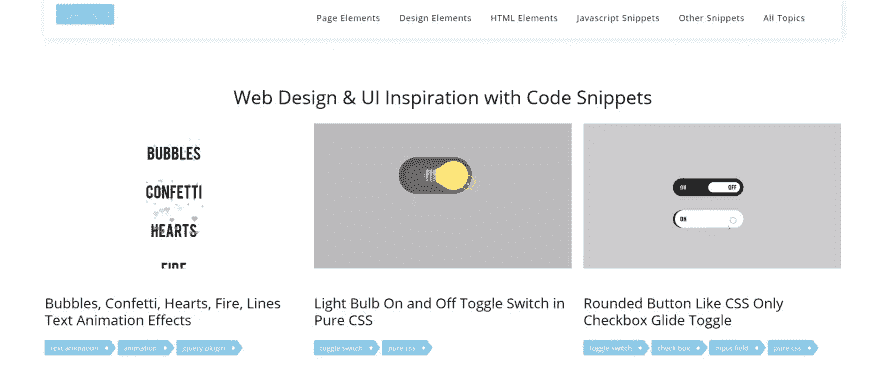 Page Elements Design Elements HTML Elements Javascript Snippets Other Snippets All Topics
Web Design & UI Inspiration with Code Snippets
BUBBLES
CONFETTI
HEARTS
FIRE
OFF
ON
Bubbles, Confetti, Hearts, Fire, Lines
Text Animation Effects
text animation animation jquery plugin
Light Bulb On and Off Toggle Switch in
Pure CSS
toggle switch pure css
Rounded Button Like CSS Only
Checkbox Glide Toggle
toggle switch check box input field pure css